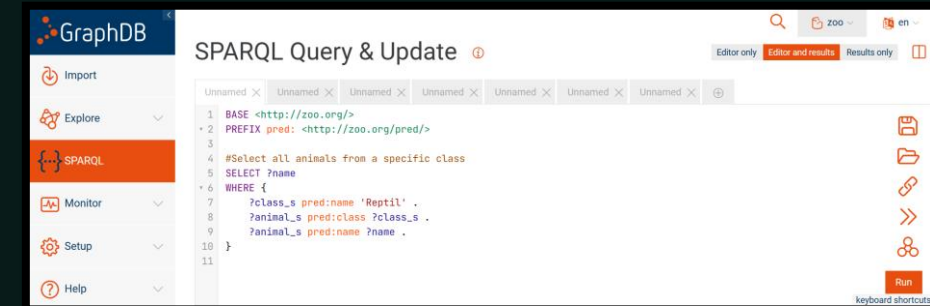 GraphDB
zoo
en
SPARQL Query & Update
Editor only Editor and results Results only
Import
Explore
SPARQL
Monitor
Setup
Help
Unnamed Unnamed Unnamed Unnamed Unnamed Unnamed Unnamed
1 BASE <http://zoo.org/>
2 PREFIX pred: <http://zoo.org/pred/>
3
4 #Select all animals from a specific class
5 SELECT ?name
6 WHERE {
7 ?class_s pred:name 'Reptil' .
8 ?animal_s pred:class ?class_s .
9 ?animal_s pred:name ?name .
10 }
11
Run
keyboard shortcuts